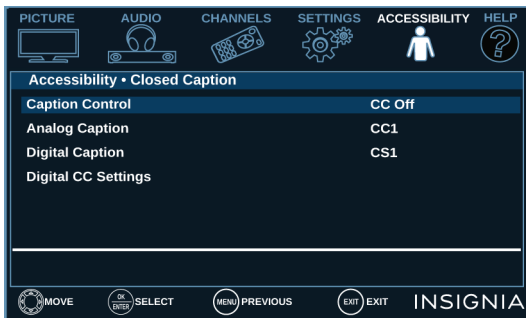 PICTURE AUDIO CHANNELS SETTINGS ACCESSIBILITY HELP
?
Accessibility • Closed Caption
Caption Control CC Off
Analog Caption CC1
Digital Caption CS1
Digital CC Settings
MOVE OK ENTER SELECT MENU PREVIOUS EXIT EXIT INSIGNIA